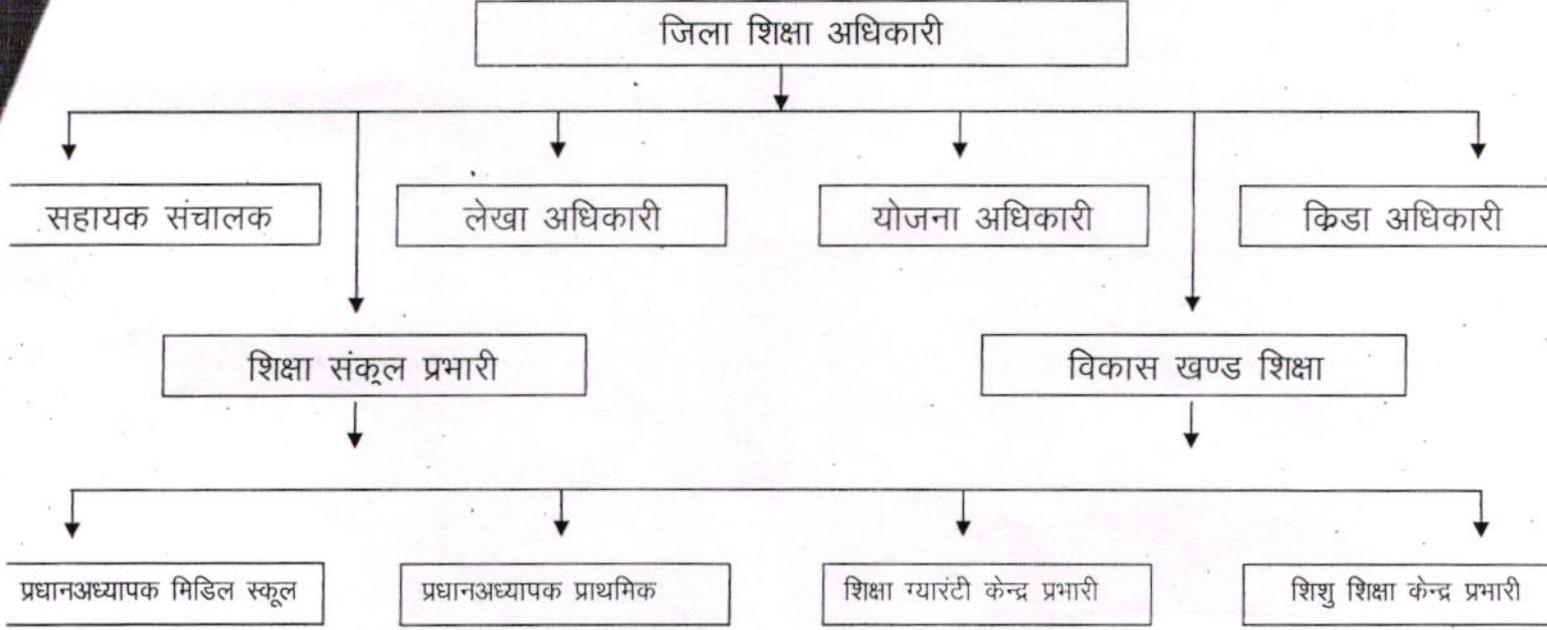 जिला शिक्षा अधिकारी
सहायक संचालक
लेखा अधिकारी
योजना अधिकारी
क्रिडा अधिकारी
शिक्षा संकूल प्रभारी
विकास खण्ड शिक्षा
प्रधानअध्यापक मिडिल स्कूल
प्रधानअध्यापक प्राथमिक
शिक्षा ग्यारंटी केन्द्र प्रभारी
शिशु शिक्षा केन्द्र प्रभारी